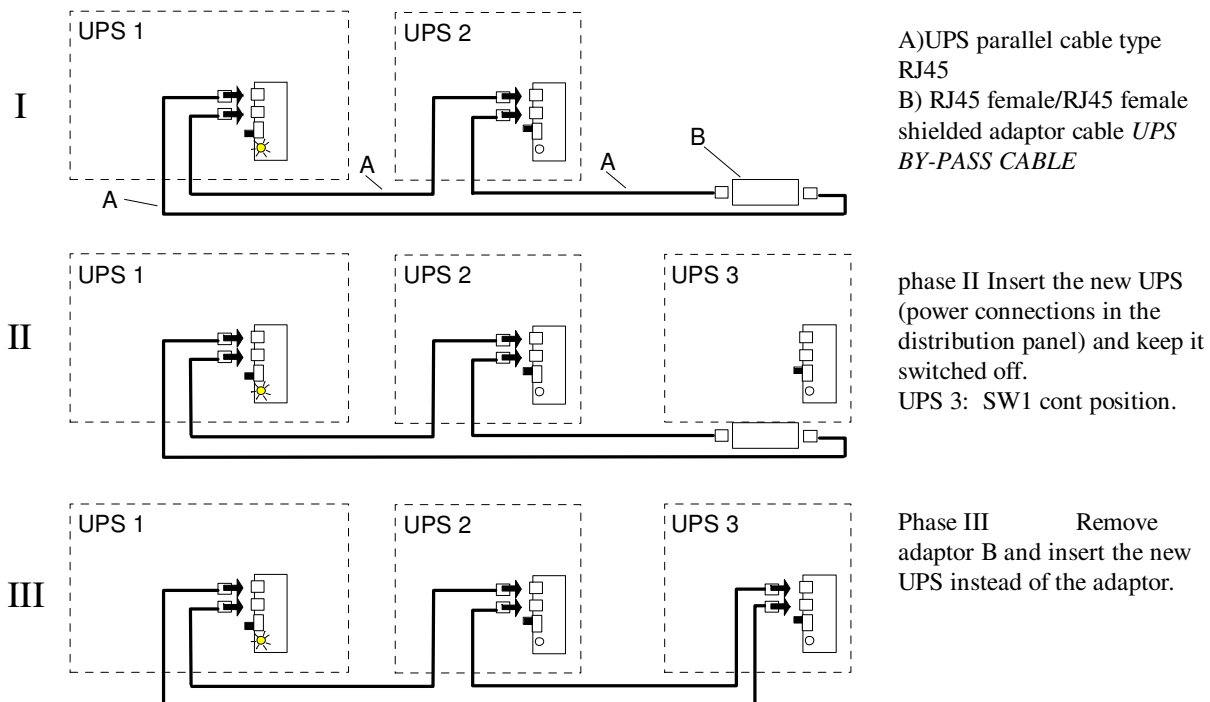 I
UPS 1
UPS 2
A
A
A
B
A)UPS parallel cable type
RJ45
B) RJ45 female/RJ45 female
shielded adaptor cable UPS
BY-PASS CABLE
II
UPS 1
UPS 2
UPS 3
phase II Insert the new UPS
(power connections in the
distribution panel) and keep it
switched off.
UPS 3: SW1 cont position.
III
UPS 1
UPS 2
UPS 3
Phase III Remove
adaptor B and insert the new
UPS instead of the adaptor.